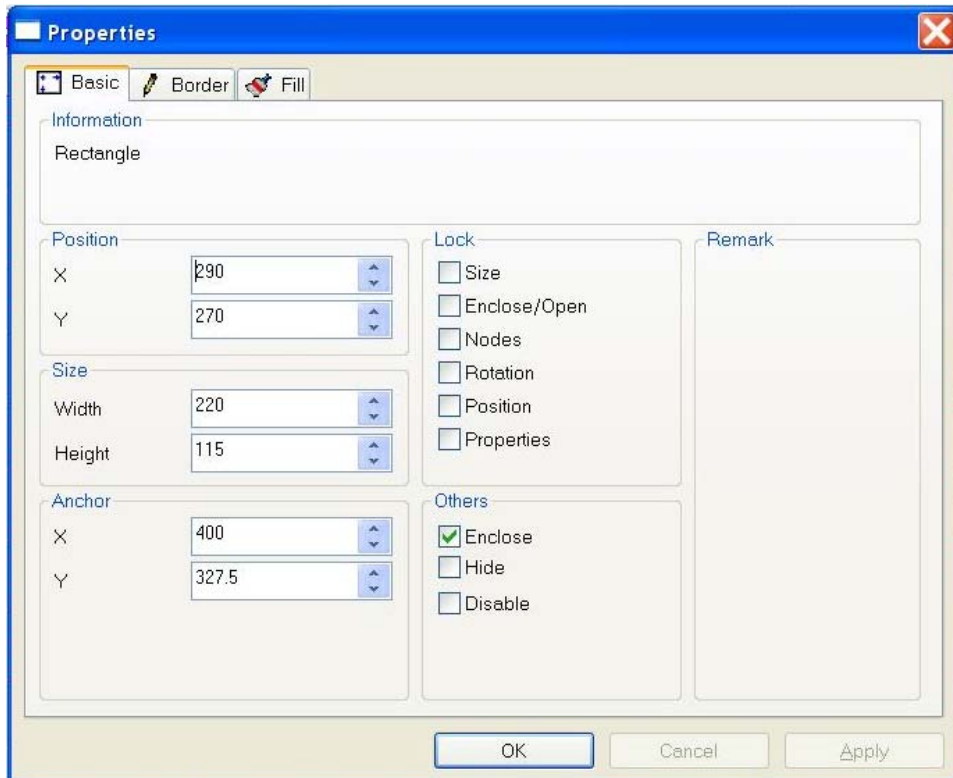 Properties
Basic Border Fill
Information
Rectangle
Position
X 290
Y 270
Size
Width 220
Height 115
Anchor
X 400
Y 327.5
Lock
Size
Enclose/Open
Nodes
Rotation
Position
Properties
Others
Enclose
Hide
Disable
Remark
OK Cancel Apply